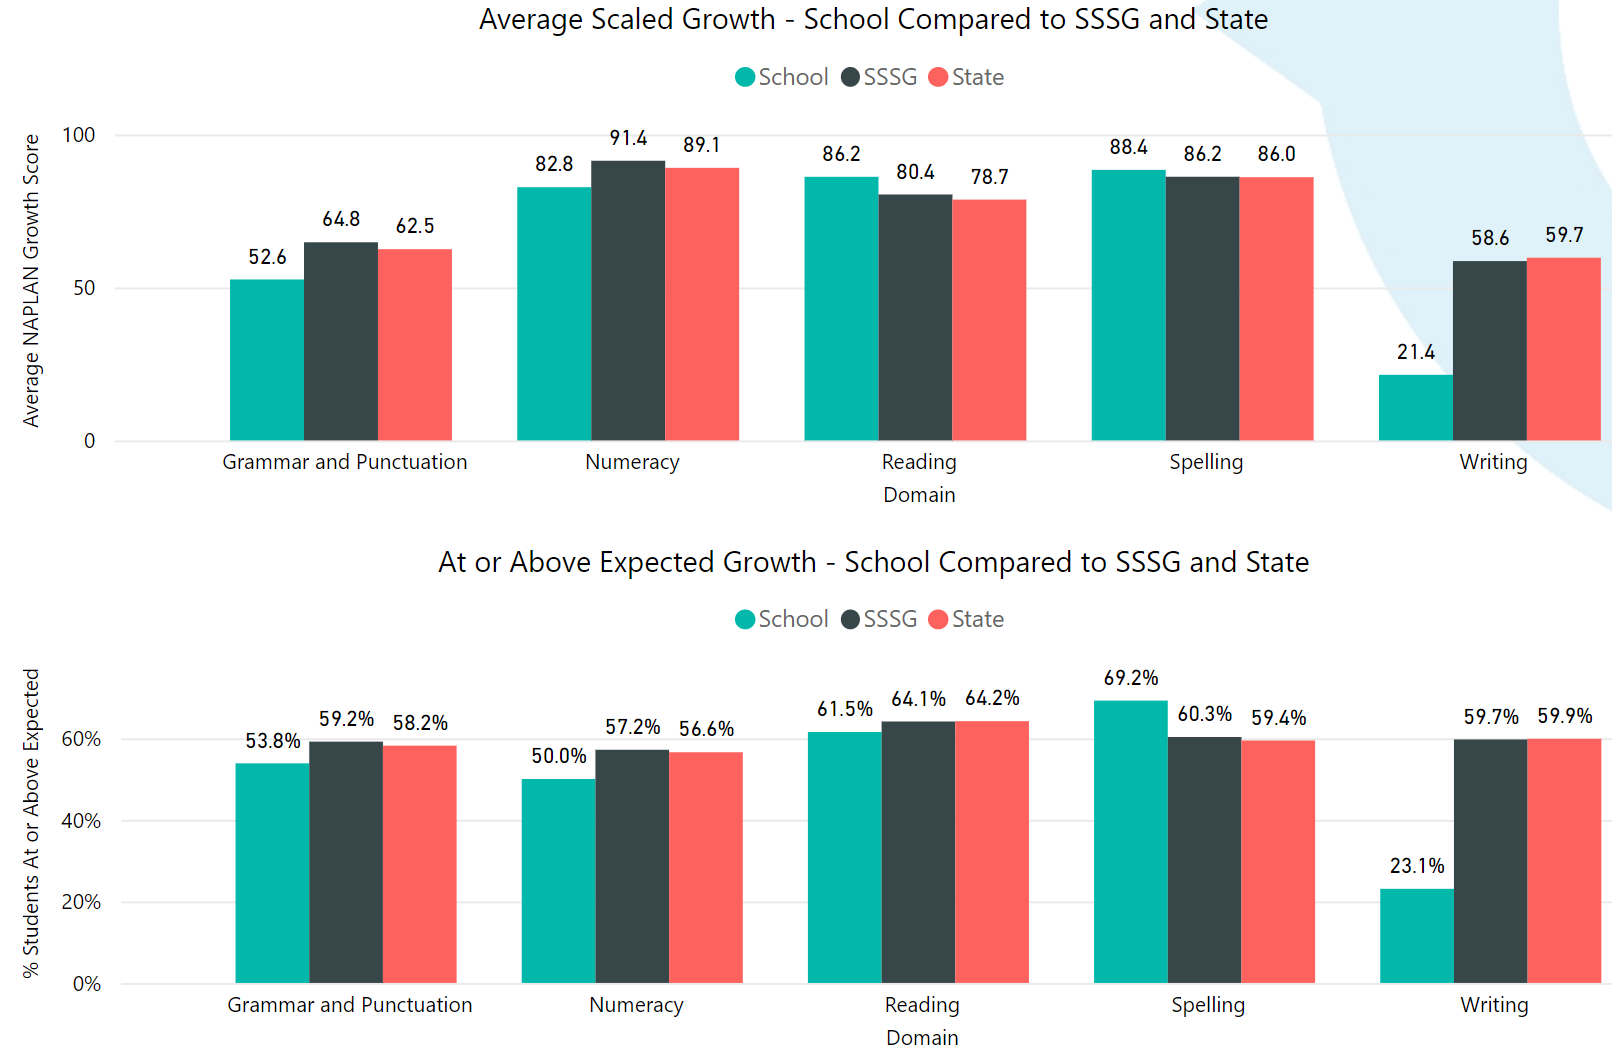 Average Scaled Growth - School Compared to SSSG and State
School SSSG State
Average NAPLAN Growth Score
100
50
0
52.6 64.8 62.5
82.8 91.4 89.1
86.2 80.4 78.7
88.4 86.2 86.0
21.4 58.6 59.7
Grammar and Punctuation Numeracy Reading Spelling Writing
Domain
At or Above Expected Growth - School Compared to SSSG and State
School SSSG State
% Students At or Above Expected
60%
40%
20%
0%
53.8% 59.2% 58.2%
50.0% 57.2% 56.6%
61.5% 64.1% 64.2%
69.2% 60.3% 59.4%
23.1% 59.7% 59.9%
Grammar and Punctuation Numeracy Reading Spelling Writing
Domain